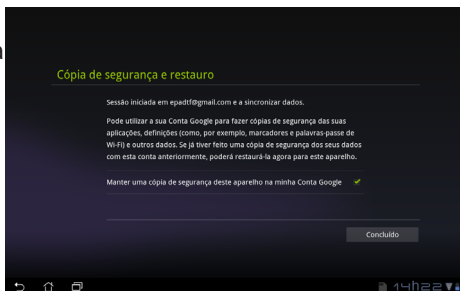 a
Cópia de segurança e restauro
Sessão iniciada em epadtf@gmail.com e a sincronizar dados.
Pode utilizar a sua Conta Google para fazer cópias de segurança das suas
aplicações, definições (como, por exemplo, marcadores e palavras-passe de
Wi-Fi) e outros dados. Se já tiver feito uma cópia de segurança dos seus dados
com esta conta anteriormente, poderá restaurá-la agora para este aparelho.
Manter uma cópia de segurança deste aparelho na minha Conta Google
Concluído
14h22